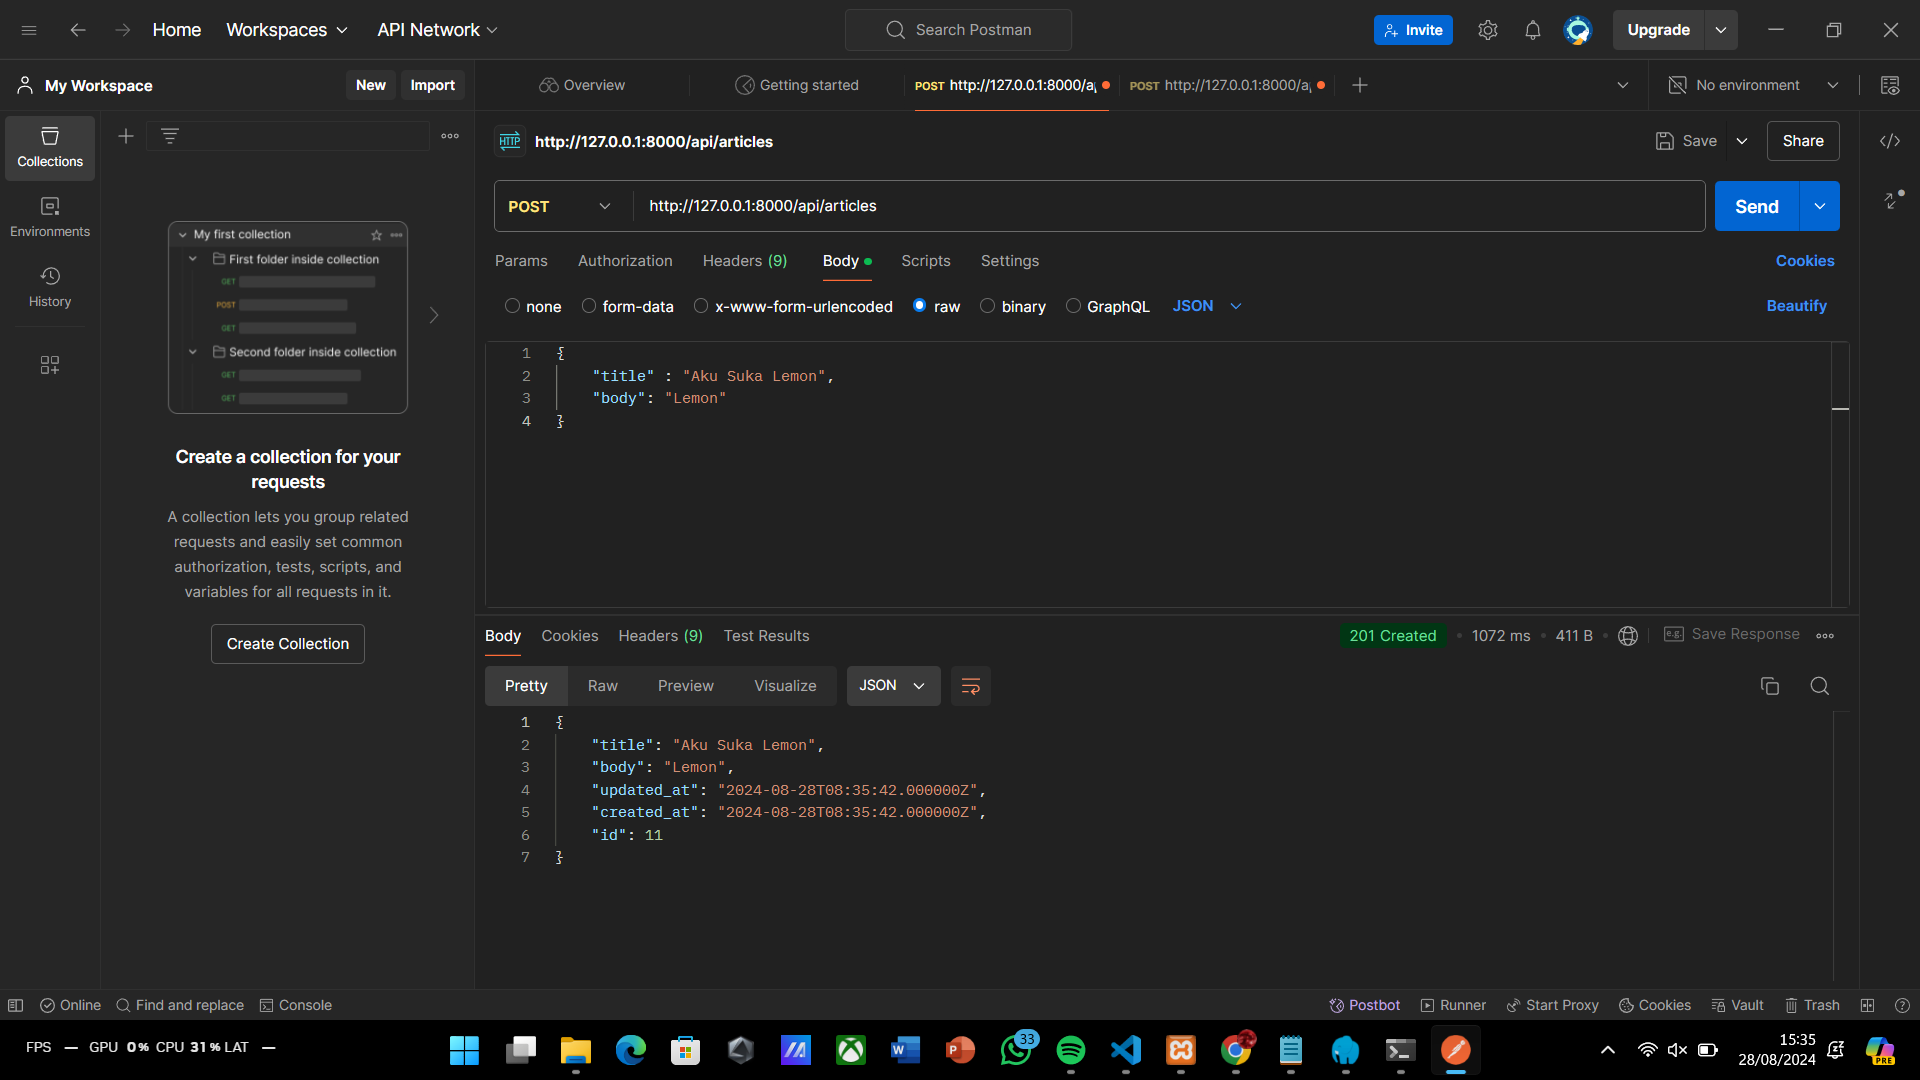 Home Workspaces API Network Search Postman Invite Upgrade
My Workspace New Import Overview Getting started POST http://127.0.0.1:8000/a POST http://127.0.0.1:8000/a No environment
Collections
Environments
History
My first collection
First folder inside collection
GET
POST
GET
Second folder inside collection
GET
GET
Create a collection for your
requests
A collection lets you group related
requests and easily set common
authorization, tests, scripts, and
variables for all requests in it.
Create Collection
HTTP http://127.0.0.1:8000/api/articles Save Share
POST http://127.0.0.1:8000/api/articles Send
Params Authorization Headers (9) Body Scripts Settings Cookies
none form-data x-www-form-urlencoded raw binary GraphQL JSON Beautify
1 {
2 "title" : "Aku Suka Lemon",
3 "body": "Lemon"
4 }
Body Cookies Headers (9) Test Results 201 Created 1072 ms 411 B e.g. Save Response
Pretty Raw Preview Visualize JSON
1 {
2 "title": "Aku Suka Lemon",
3 "body": "Lemon",
4 "updated_at": "2024-08-28T08:35:42.000000Z",
5 "created_at": "2024-08-28T08:35:42.000000Z",
6 "id": 11
7 }
Online Find and replace Console Postbot Runner Start Proxy Cookies Vault Trash
FPS — GPU 0% CPU 31% LAT — 33 15:35
28/08/2024
PRE